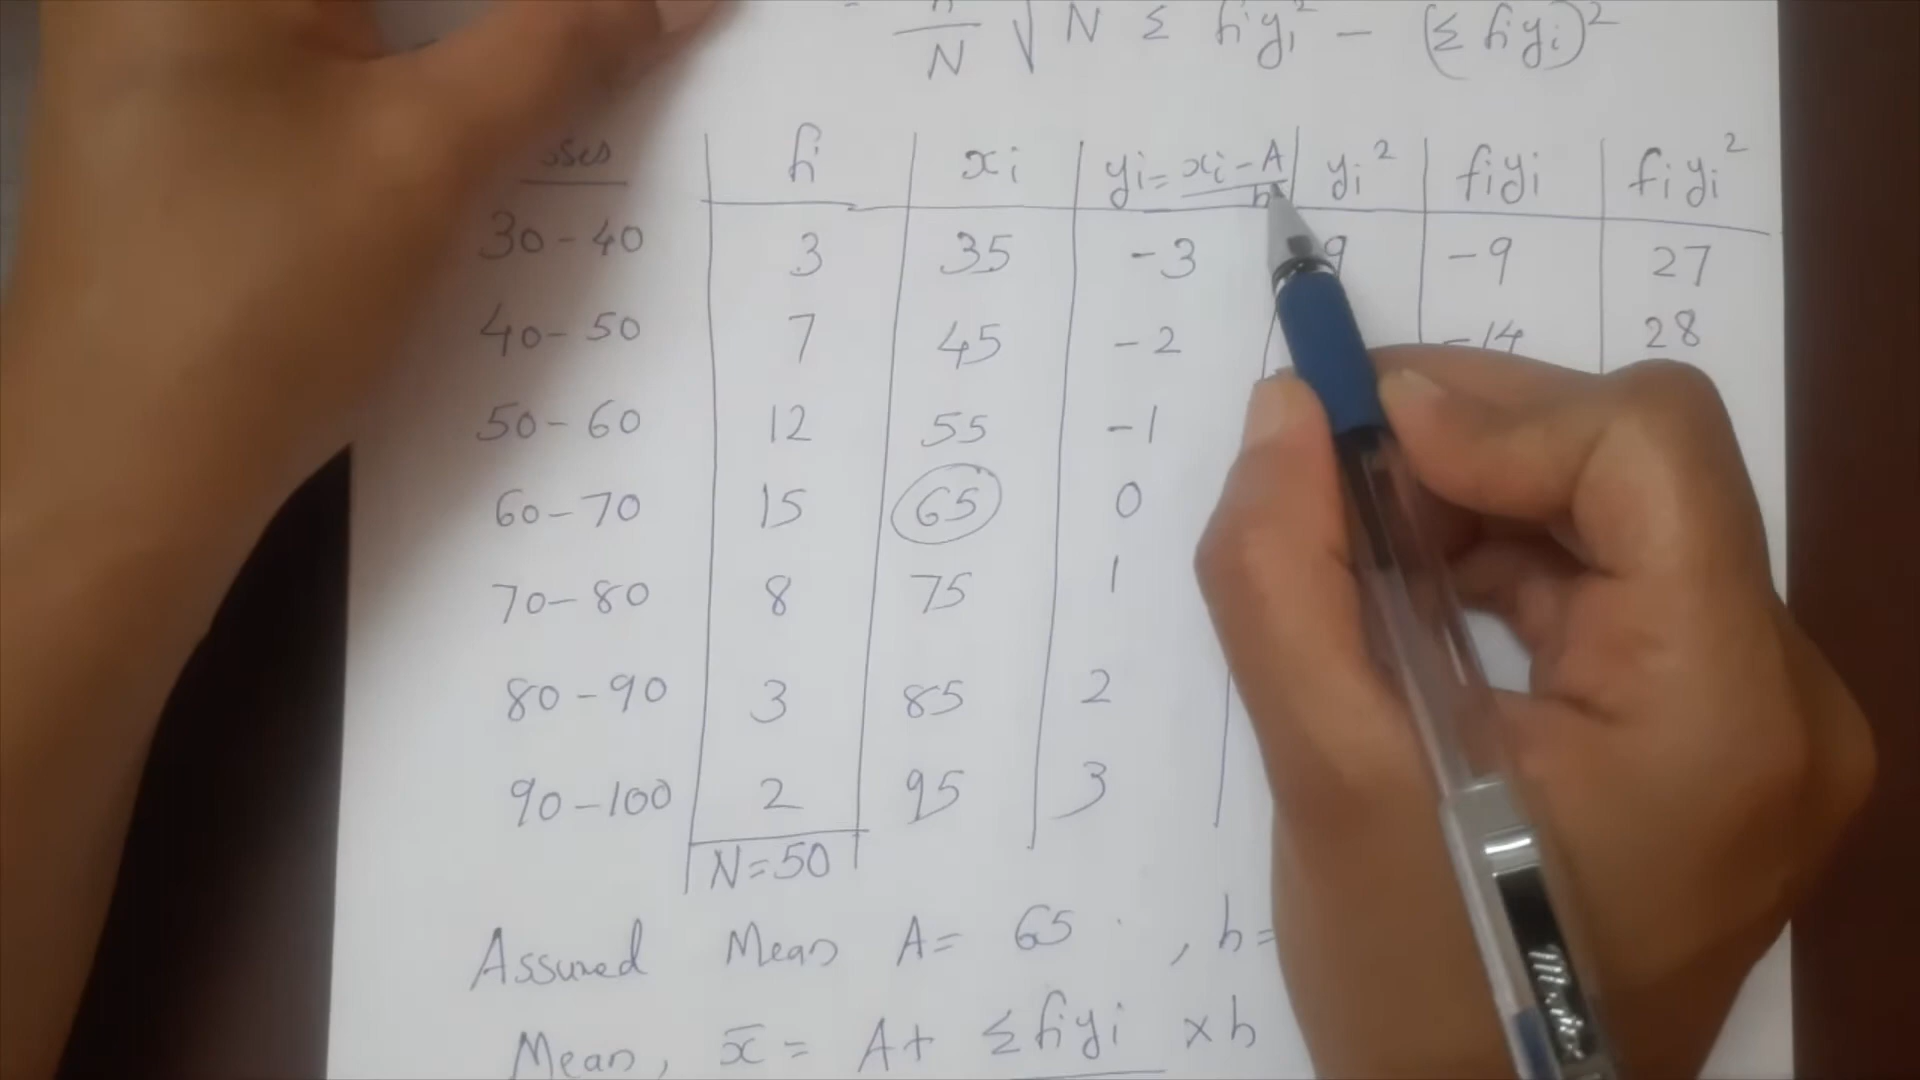 N √ N Σ fiyi² - (Σ fiyi)²
fi xi yi = xi - A / h yi² fiyi fiyi²
30 - 40 3 35 -3 9 -9 27
40 - 50 7 45 -2 -14 28
50 - 60 12 55 -1
60 - 70 15 65 0
70 - 80 8 75 1
80 - 90 3 85 2
90 - 100 2 95 3
N = 50
Assumed Mean A = 65 , h =
Mean, x̄ = A + Σ fiyi × h